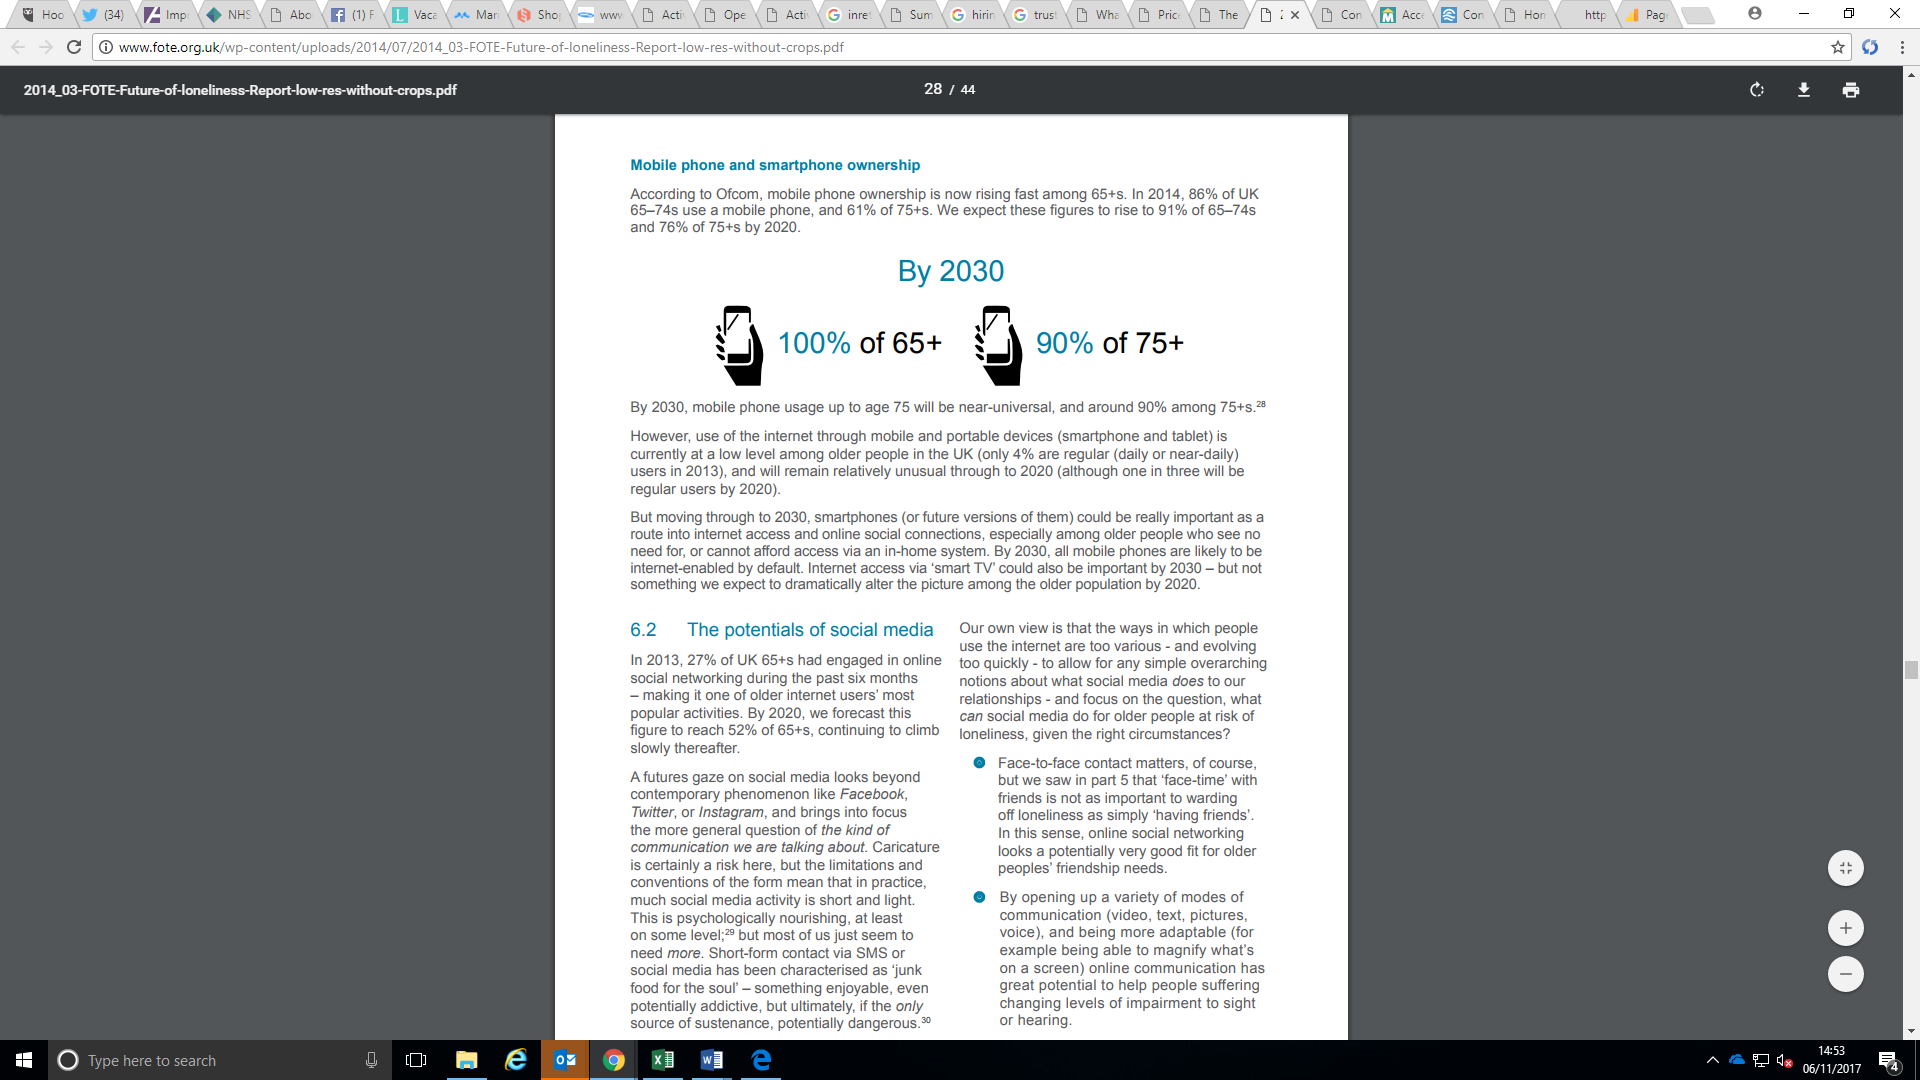 Hoo
(34)
Imp
NHS
Abo
(1) F
Vaca
Mar
Sho
www
Acti
Ope
Acti
inre
Sum
hirin
trust
Wha
Pric
The
Con
Acce
Con
Hon
http
Pag
www.fote.org.uk/wp-content/uploads/2014/07/2014_03-FOTE-Future-of-loneliness-Report-low-res-without-crops.pdf
2014_03-FOTE-Future-of-loneliness-Report-low-res-without-crops.pdf
28 / 44
Mobile phone and smartphone ownership
According to Ofcom, mobile phone ownership is now rising fast among 65+s. In 2014, 86% of UK
65–74s use a mobile phone, and 61% of 75+s. We expect these figures to rise to 91% of 65–74s
and 76% of 75+s by 2020.
By 2030
100% of 65+
90% of 75+
By 2030, mobile phone usage up to age 75 will be near-universal, and around 90% among 75+s.28
However, use of the internet through mobile and portable devices (smartphone and tablet) is
currently at a low level among older people in the UK (only 4% are regular (daily or near-daily)
users in 2013), and will remain relatively unusual through to 2020 (although one in three will be
regular users by 2020).
But moving through to 2030, smartphones (or future versions of them) could be really important as a
route into internet access and online social connections, especially among older people who see no
need for, or cannot afford access via an in-home system. By 2030, all mobile phones are likely to be
internet-enabled by default. Internet access via ‘smart TV’ could also be important by 2030 – but not
something we expect to dramatically alter the picture among the older population by 2020.
6.2 The potentials of social media
In 2013, 27% of UK 65+s had engaged in online
social networking during the past six months
– making it one of older internet users’ most
popular activities. By 2020, we forecast this
figure to reach 52% of 65+s, continuing to climb
slowly thereafter.
A futures gaze on social media looks beyond
contemporary phenomenon like Facebook,
Twitter, or Instagram, and brings into focus
the more general question of the kind of
communication we are talking about. Caricature
is certainly a risk here, but the limitations and
conventions of the form mean that in practice,
much social media activity is short and light.
This is psychologically nourishing, at least
on some level;29 but most of us just seem to
need more. Short-form contact via SMS or
social media has been characterised as ‘junk
food for the soul’ – something enjoyable, even
potentially addictive, but ultimately, if the only
source of sustenance, potentially dangerous.30
Our own view is that the ways in which people
use the internet are too various - and evolving
too quickly - to allow for any simple overarching
notions about what social media does to our
relationships - and focus on the question, what
can social media do for older people at risk of
loneliness, given the right circumstances?
Face-to-face contact matters, of course,
but we saw in part 5 that ‘face-time’ with
friends is not as important to warding
off loneliness as simply ‘having friends’.
In this sense, online social networking
looks a potentially very good fit for older
peoples’ friendship needs.
By opening up a variety of modes of
communication (video, text, pictures,
voice), and being more adaptable (for
example being able to magnify what’s
on a screen) online communication has
great potential to help people suffering
changing levels of impairment to sight
or hearing.
Type here to search
14:53
06/11/2017
4